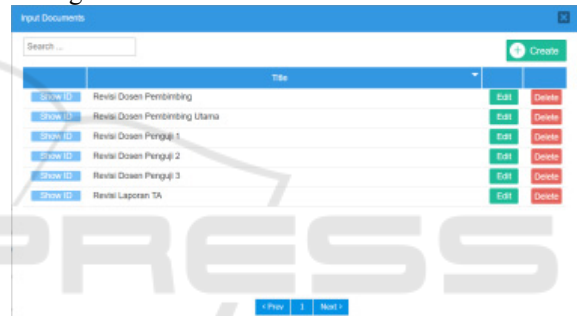 Input Documents
Search ...
Create
Title
Show ID Revisi Dosen Pembimbing Edit Delete
Show ID Revisi Dosen Pembimbing Utama Edit Delete
Show ID Revisi Dosen Penguji 1 Edit Delete
Show ID Revisi Dosen Penguji 2 Edit Delete
Show ID Revisi Dosen Penguji 3 Edit Delete
Show ID Revisi Laporan TA Edit Delete
PRESS
‹ Prev 1 Next ›